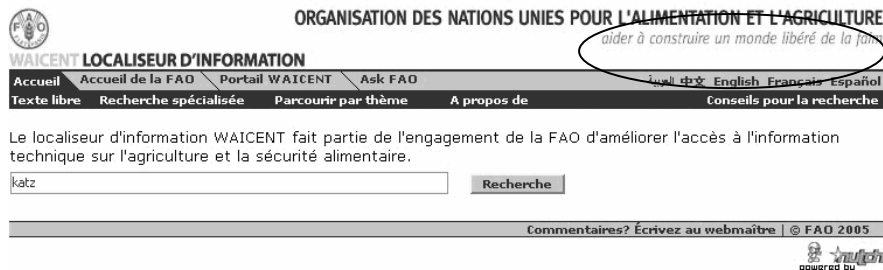 ORGANISATION DES NATIONS UNIES POUR L'ALIMENTATION ET L'AGRICULTURE
aider à construire un monde libéré de la faim
WAICENT LOCALISEUR D'INFORMATION
Accueil Accueil de la FAO Portail WAICENT Ask FAO العربية 中文 English Français Español
Texte libre Recherche spécialisée Parcourir par thème A propos de Conseils pour la recherche
Le localiseur d'information WAICENT fait partie de l'engagement de la FAO d'améliorer l'accès à l'information
technique sur l'agriculture et la sécurité alimentaire.
katz Recherche
Commentaires? Écrivez au webmaître | © FAO 2005
nutch
powered by